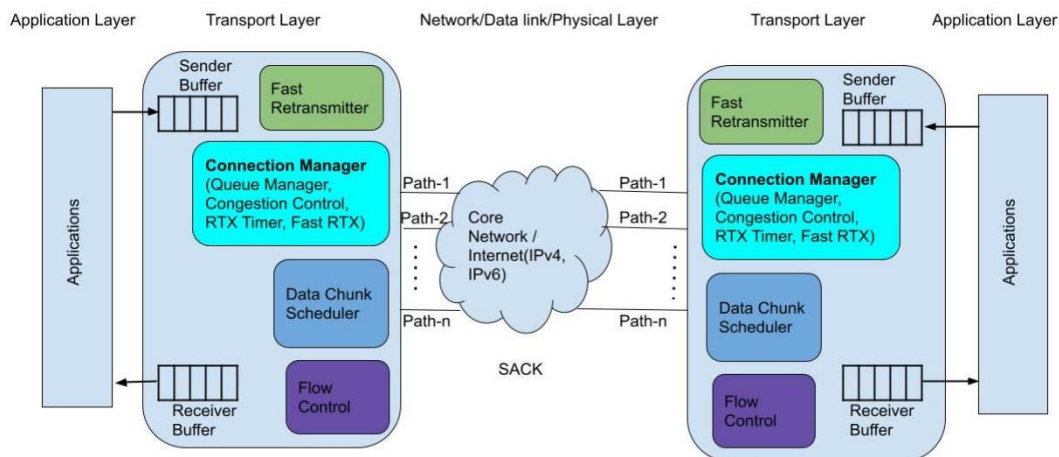 Application Layer
Transport Layer
Network/Data link/Physical Layer
Transport Layer
Application Layer
Applications
Sender
Buffer
Fast
Retransmitter
Connection Manager
(Queue Manager,
Congestion Control,
RTX Timer, Fast RTX)
Data Chunk
Scheduler
Flow
Control
Receiver
Buffer
Path-1
Path-2
Path-n
Core
Network /
Internet(IPv4,
IPv6)
SACK
Path-1
Path-2
Path-n
Fast
Retransmitter
Sender
Buffer
Connection Manager
(Queue Manager,
Congestion Control,
RTX Timer, Fast RTX)
Data Chunk
Scheduler
Flow
Control
Receiver
Buffer
Applications